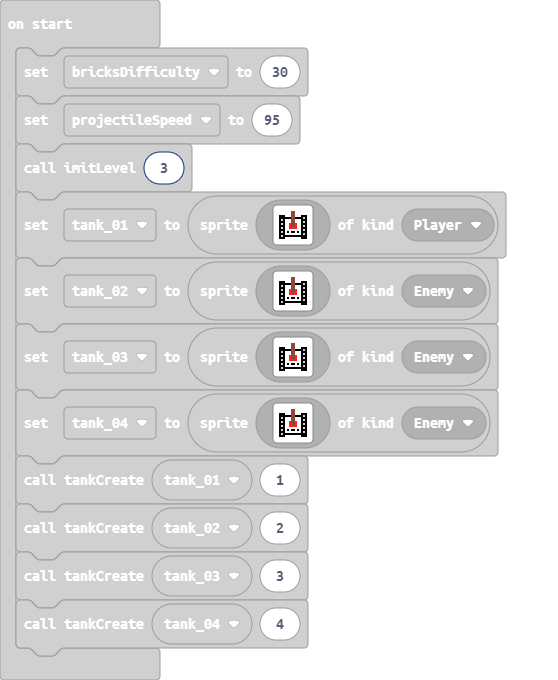 on start
set bricksDifficulty to 30
set projectileSpeed to 95
call imitLevel 3
set tank_01 to sprite of kind Player
set tank_02 to sprite of kind Enemy
set tank_03 to sprite of kind Enemy
set tank_04 to sprite of kind Enemy
call tankCreate tank_01 1
call tankCreate tank_02 2
call tankCreate tank_03 3
call tankCreate tank_04 4